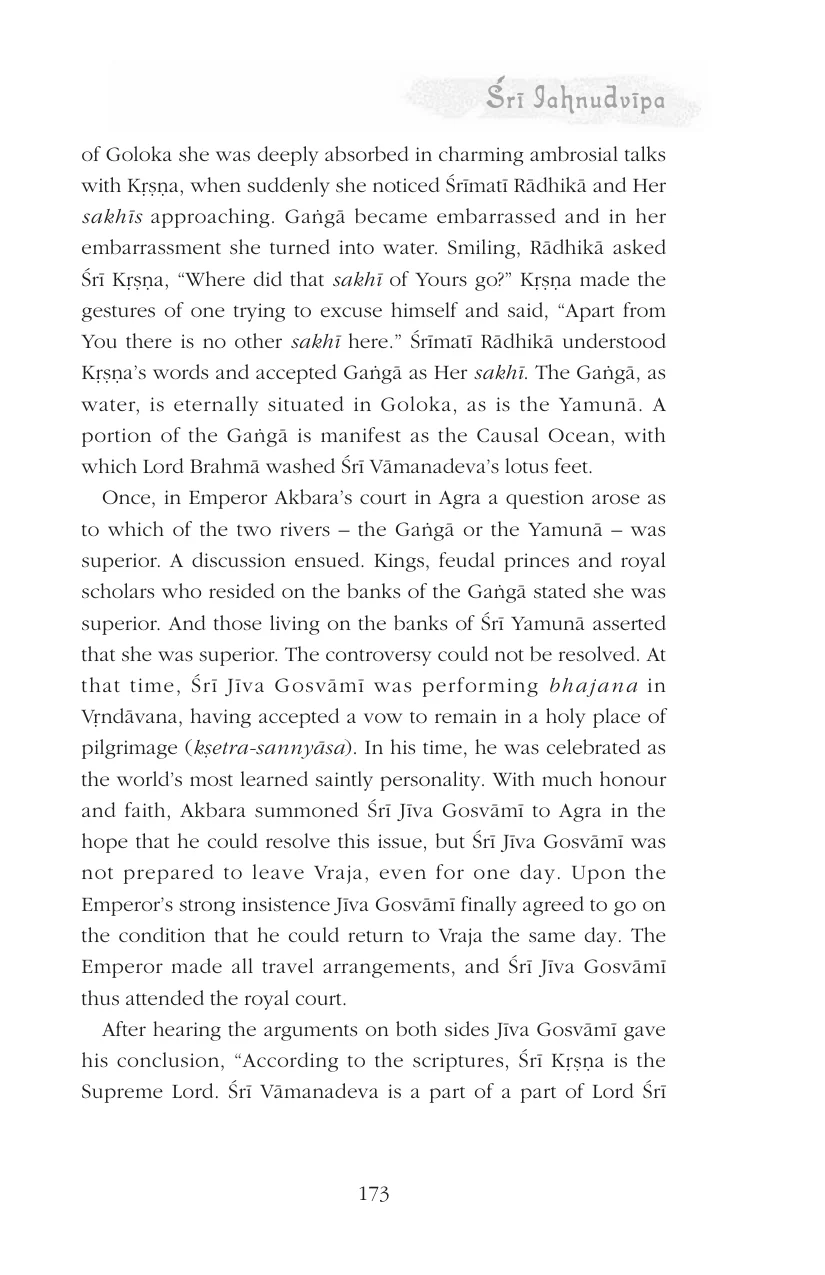 Śrī Jahnudvīpa
of Goloka she was deeply absorbed in charming ambrosial talks
with Kṛṣṇa, when suddenly she noticed Śrīmatī Rādhikā and Her
sakhīs approaching. Gaṅgā became embarrassed and in her
embarrassment she turned into water. Smiling, Rādhikā asked
Śrī Kṛṣṇa, “Where did that sakhī of Yours go?” Kṛṣṇa made the
gestures of one trying to excuse himself and said, “Apart from
You there is no other sakhī here.” Śrīmatī Rādhikā understood
Kṛṣṇa’s words and accepted Gaṅgā as Her sakhī. The Gaṅgā, as
water, is eternally situated in Goloka, as is the Yamunā. A
portion of the Gaṅgā is manifest as the Causal Ocean, with
which Lord Brahmā washed Śrī Vāmanadeva’s lotus feet.
Once, in Emperor Akbara’s court in Agra a question arose as
to which of the two rivers – the Gaṅgā or the Yamunā – was
superior. A discussion ensued. Kings, feudal princes and royal
scholars who resided on the banks of the Gaṅgā stated she was
superior. And those living on the banks of Śrī Yamunā asserted
that she was superior. The controversy could not be resolved. At
that time, Śrī Jīva Gosvāmī was performing bhajana in
Vṛndāvana, having accepted a vow to remain in a holy place of
pilgrimage (kṣetra-sannyāsa). In his time, he was celebrated as
the world’s most learned saintly personality. With much honour
and faith, Akbara summoned Śrī Jīva Gosvāmī to Agra in the
hope that he could resolve this issue, but Śrī Jīva Gosvāmī was
not prepared to leave Vraja, even for one day. Upon the
Emperor’s strong insistence Jīva Gosvāmī finally agreed to go on
the condition that he could return to Vraja the same day. The
Emperor made all travel arrangements, and Śrī Jīva Gosvāmī
thus attended the royal court.
After hearing the arguments on both sides Jīva Gosvāmī gave
his conclusion, “According to the scriptures, Śrī Kṛṣṇa is the
Supreme Lord. Śrī Vāmanadeva is a part of a part of Lord Śrī
173